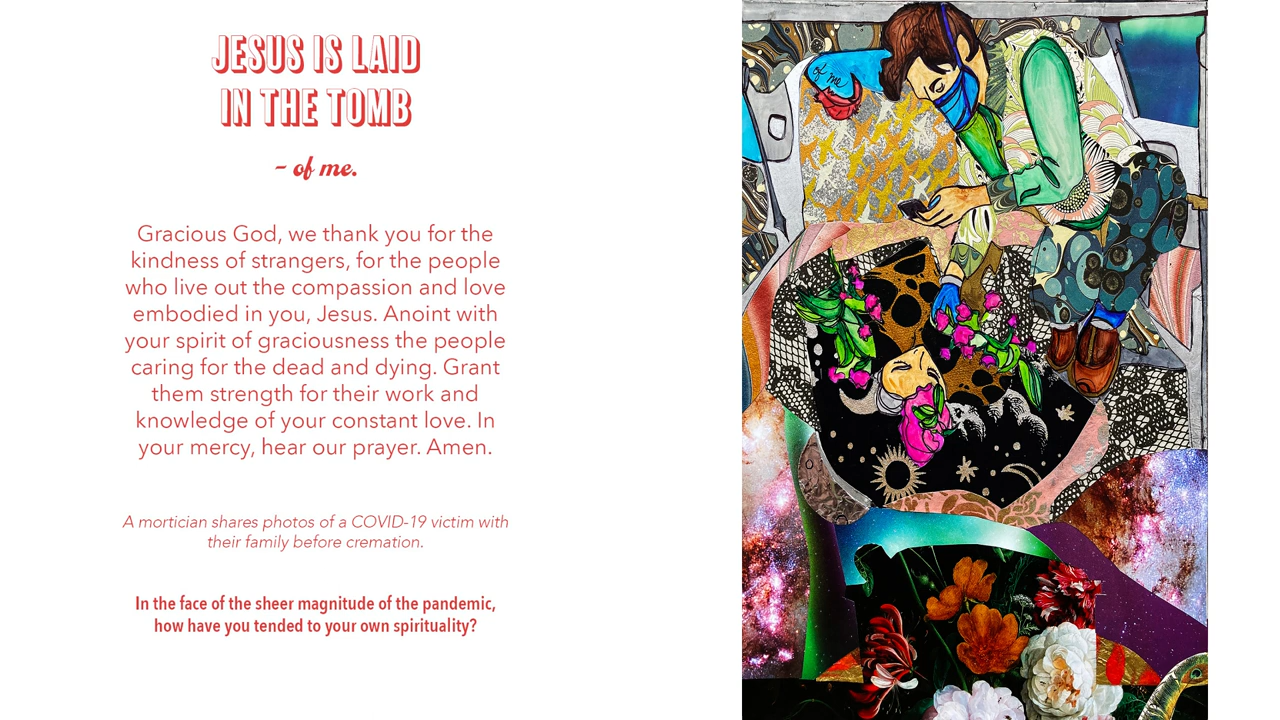 JESUS IS LAID
IN THE TOMB
– of me.
Gracious God, we thank you for the
kindness of strangers, for the people
who live out the compassion and love
embodied in you, Jesus. Anoint with
your spirit of graciousness the people
caring for the dead and dying. Grant
them strength for their work and
knowledge of your constant love. In
your mercy, hear our prayer. Amen.
A mortician shares photos of a COVID-19 victim with
their family before cremation.
In the face of the sheer magnitude of the pandemic,
how have you tended to your own spirituality?
of me